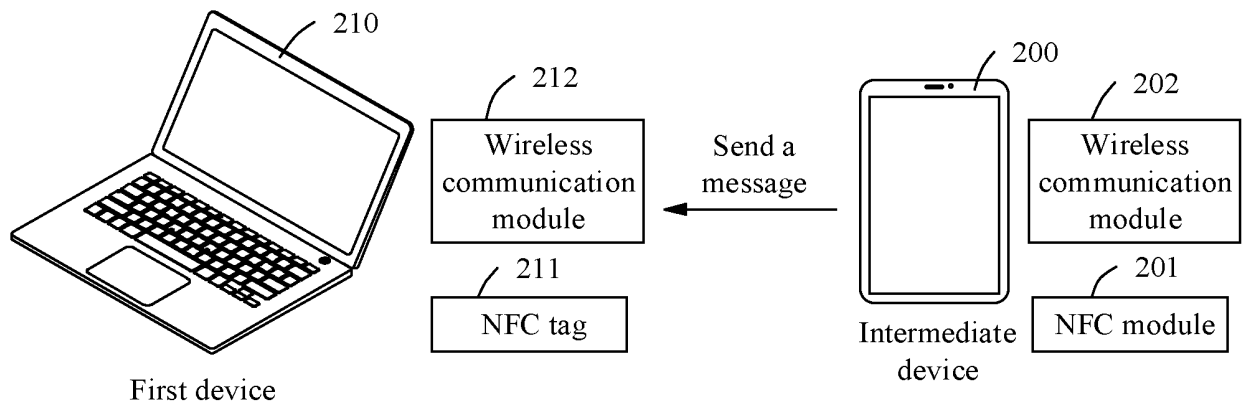 210
212
Wireless
communication
module
211
NFC tag
First device
Send a
message
200
202
Wireless
communication
module
201
NFC module
Intermediate
device